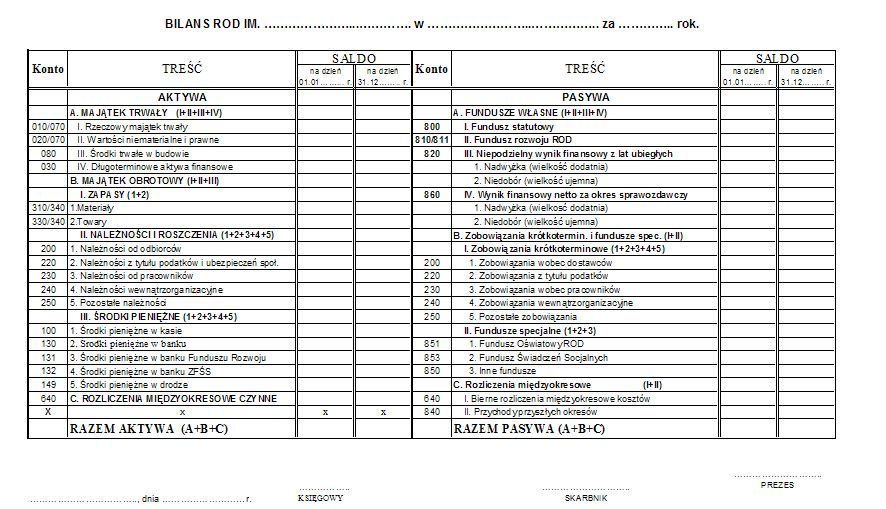 BILANS ROD IM. ................................. w ......................................... za .............. rok.
Konto TREŚĆ SALDO Konto TREŚĆ SALDO
na dzień na dzień na dzień na dzień
01.01........ r. 31.12........ r. 01.01........ r. 31.12........ r.
AKTYWA PASYWA
A. MAJĄTEK TRWAŁY (I+II+III+IV) A. FUNDUSZE WŁASNE (I+II+III+IV)
010/070 I. Rzeczowy majątek trwały 800 I. Fundusz statutowy
020/070 II. Wartości niematerialne i prawne 810/811 II. Fundusz rozwoju ROD
080 III. Środki trwałe w budowie 820 III. Niepodzielny wynik finansowy z lat ubiegłych
030 IV. Długoterminowe aktywa finansowe 1. Nadwyżka (wielkość dodatnia)
B. MAJĄTEK OBROTOWY (I+II+III) 2. Niedobór (wielkość ujemna)
I. ZAPASY (1+2) 860 IV. Wynik finansowy netto za okres sprawozdawczy
310/340 1.Materiały 1. Nadwyżka (wielkość dodatnia)
330/340 2.Towary 2. Niedobór (wielkość ujemna)
II. NALEŻNOŚCI I ROSZCZENIA (1+2+3+4+5) B. Zobowiązania krótkotermin. i fundusze spec. (I+II)
200 1. Należności od odbiorców I. Zobowiązania krótkoterminowe (1+2+3+4+5)
220 2. Należności z tytułu podatków i ubezpieczeń społ. 200 1. Zobowiązania wobec dostawców
230 3. Należności od pracowników 220 2. Zobowiązania z tytułu podatków
240 4. Należności wewnątrzorganizacyjne 230 3. Zobowiązania wobec pracowników
250 5. Pozostałe należności 240 4. Zobowiązania wewnątrzorganizacyjne
III. ŚRODKI PIENIĘŻNE (1+2+3+4+5) 250 5. Pozostałe zobowiązania
100 1. Środki pieniężne w kasie II. Fundusze specjalne (1+2+3)
130 2. Środki pieniężne w banku 851 1. Fundusz Oświatowy ROD
131 3. Środki pieniężne w banku Funduszu Rozwoju 853 2. Fundusz Świadczeń Socjalnych
132 4. Środki pieniężne w banku ZFŚS 850 3. Inne fundusze
149 5. Środki pieniężne w drodze C. Rozliczenia międzyokresowe (I+II)
640 C. ROZLICZENIA MIĘDZYOKRESOWE CZYNNE 640 I. Bierne rozliczenia międzyokresowe kosztów
X x x x 840 II. Przychody przyszłych okresów
RAZEM AKTYWA (A+B+C) RAZEM PASYWA (A+B+C)
..................................., dnia ........................... r. ................. KSIĘGOWY ............................. SKARBNIK ............................. PREZES